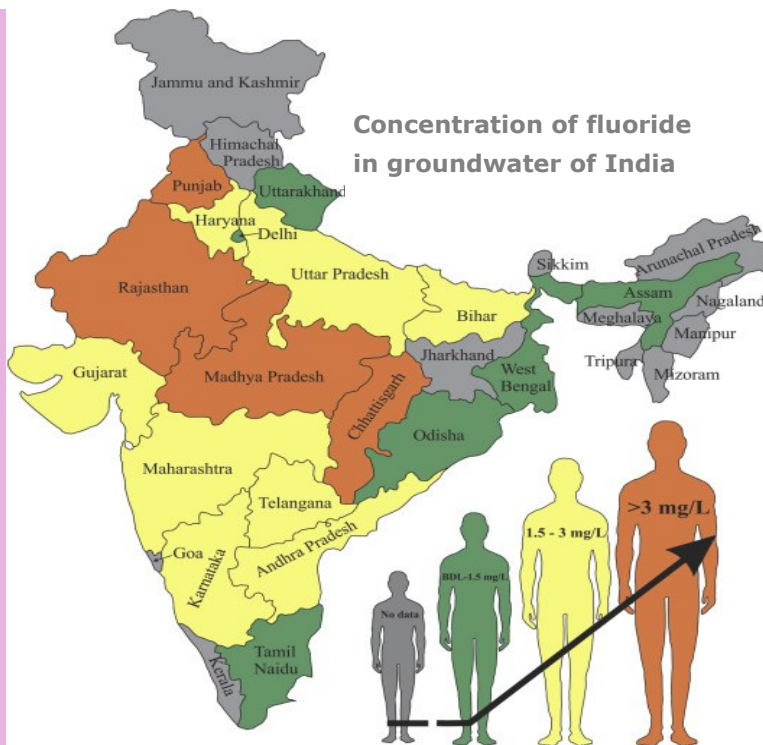 Jammu and Kashmir
Concentration of fluoride
in groundwater of India
Himachal
Pradesh
Punjab
Uttarakhand
Haryana
Delhi
Uttar Pradesh
Sikkim
Arunachal Pradesh
Rajasthan
Assam
Nagaland
Bihar
Meghalaya
Manipur
Jharkhand
Gujarat
Madhya Pradesh
West
Bengal
Tripura
Mizoram
Chhattisgarh
Odisha
Maharashtra
Telangana
>3 mg/L
1.5 - 3 mg/L
Goa
Karnataka
Andhra Pradesh
BDL-1.5 mg/L
No data
Tamil
Naidu
Kerala